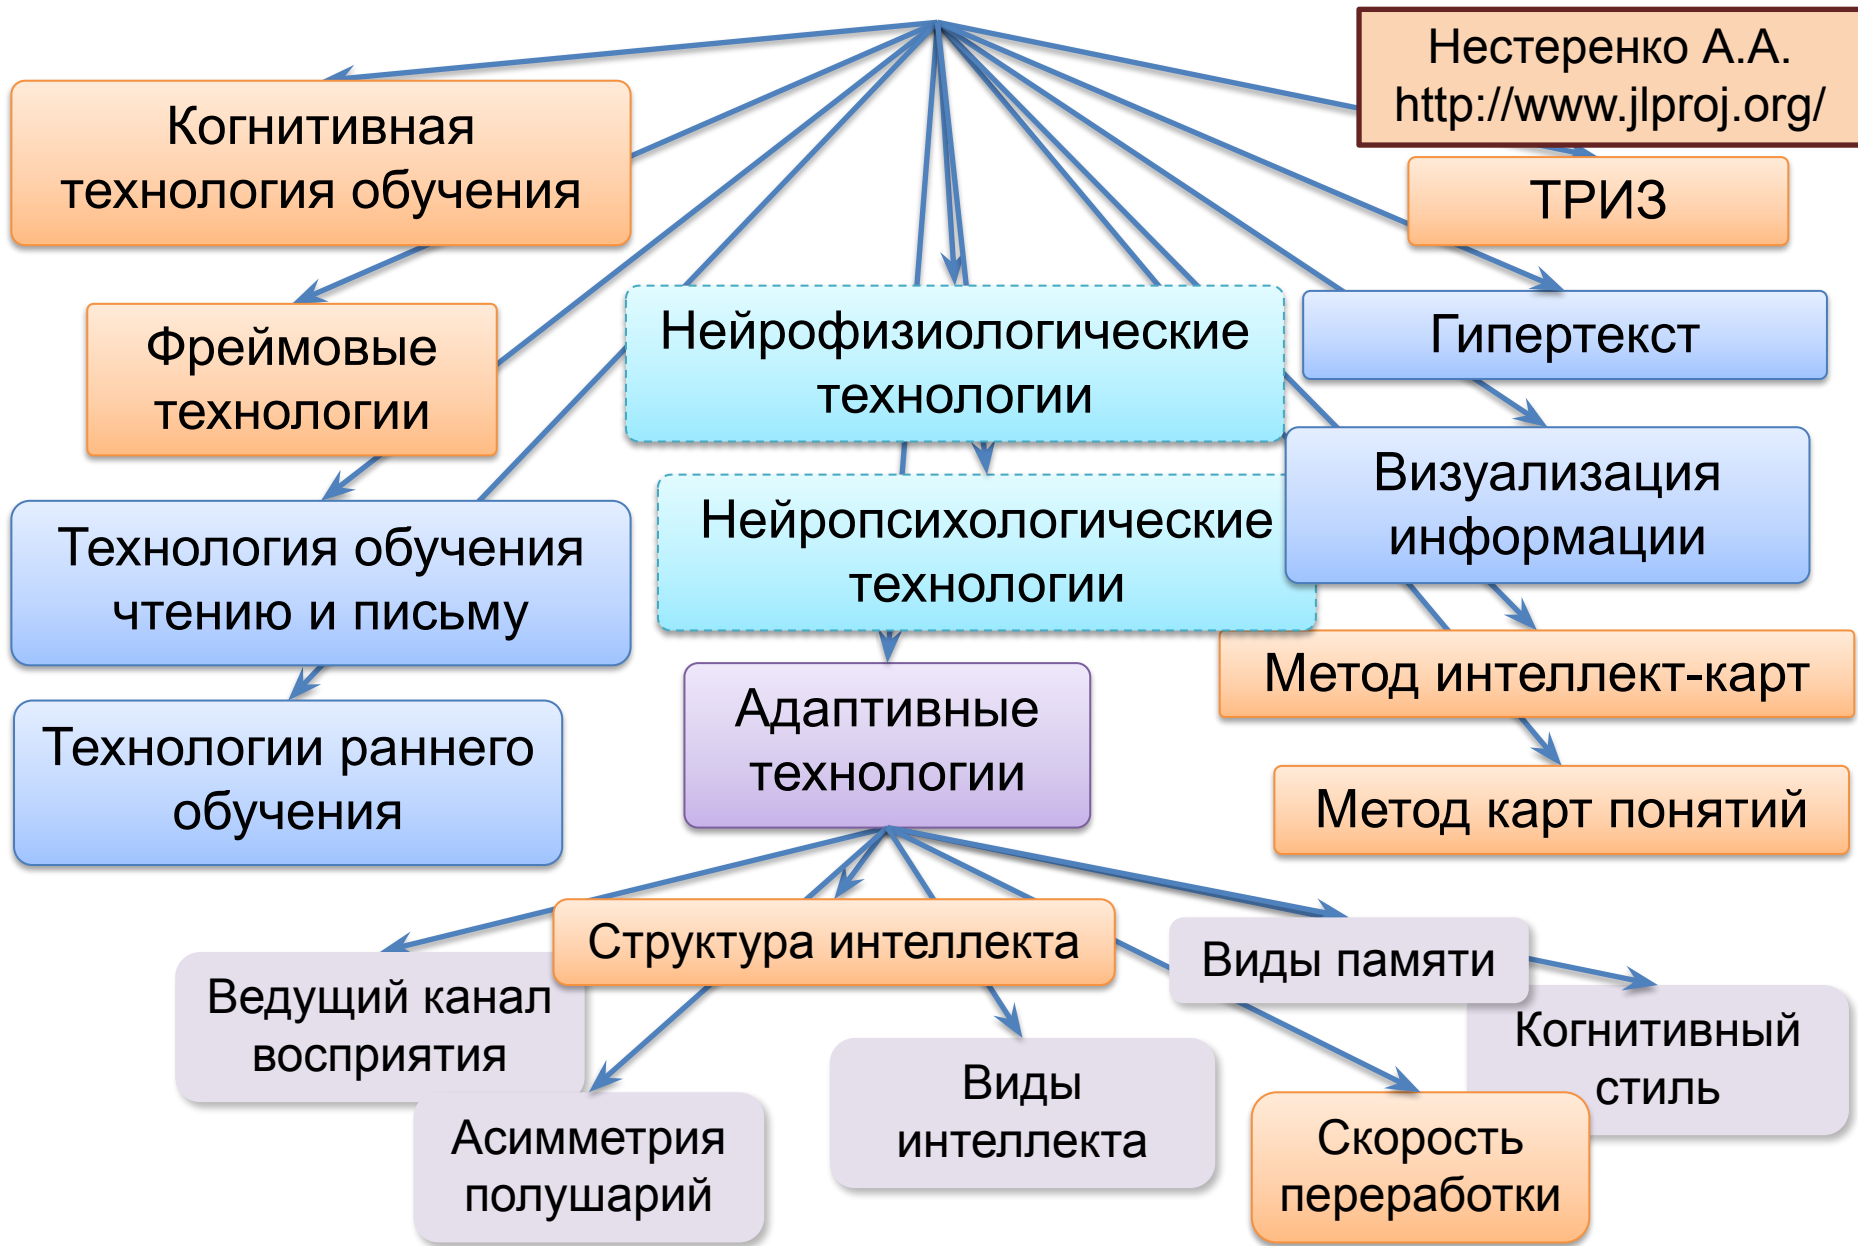 Нестеренко А.А.
http://www.jlproj.org/
Когнитивная
технология обучения
ТРИЗ
Фреймовые
технологии
Нейрофизиологические
технологии
Гипертекст
Визуализация
информации
Технология обучения
чтению и письму
Нейропсихологические
технологии
Метод интеллект-карт
Технологии раннего
обучения
Адаптивные
технологии
Метод карт понятий
Структура интеллекта
Виды памяти
Ведущий канал
восприятия
Когнитивный
стиль
Виды
интеллекта
Асимметрия
полушарий
Скорость
переработки